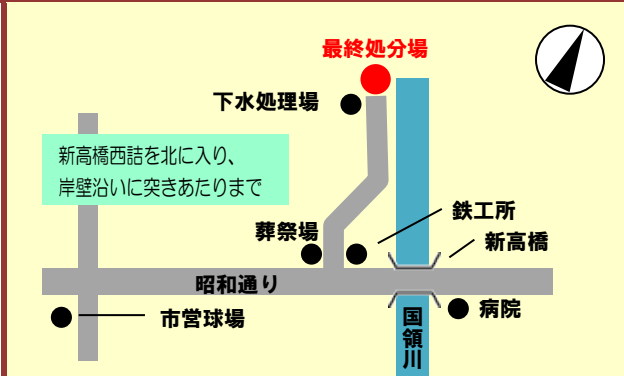 最終処分場
下水処理場
新高橋西詰を北に入り、
岸壁沿いに突きあたりまで
鉄工所
葬祭場
新高橋
昭和通り
市営球場
病院
国領川